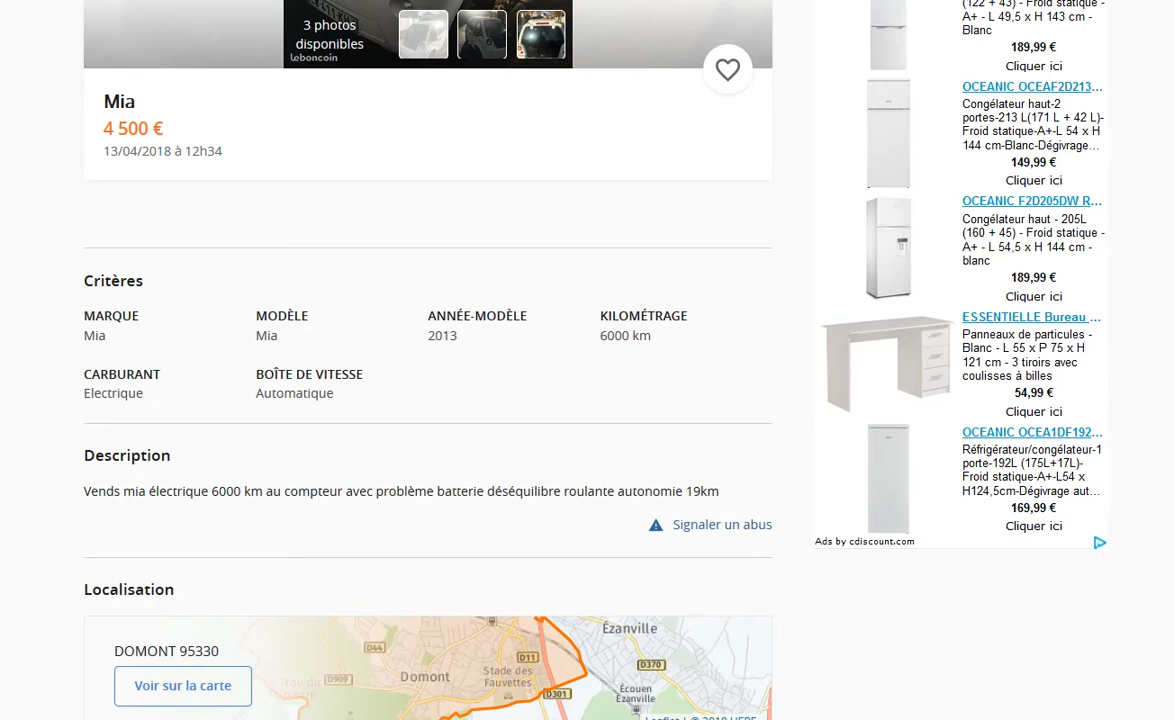 3 photos
disponibles
leboncoin
Mia
4 500 €
13/04/2018 à 12h34
Critères
MARQUE
Mia
MODÈLE
Mia
ANNÉE-MODÈLE
2013
KILOMÉTRAGE
6000 km
CARBURANT
Electrique
BOÎTE DE VITESSE
Automatique
Description
Vends mia électrique 6000 km au compteur avec problème batterie déséquilibre roulante autonomie 19km
Signaler un abus
Localisation
DOMONT 95330
Voir sur la carte
Ézanville
D44
D11
D370
Domont
Stade des
Fauvettes
D909
D301
Écouen
Ézanville
(122 + 43) - Froid statique -
A+ - L 49,5 x H 143 cm -
Blanc
189,99 €
Cliquer ici
OCEANIC OCEAF2D213...
Congélateur haut-2
portes-213 L(171 L + 42 L)-
Froid statique-A+-L 54 x H
144 cm-Blanc-Dégivrage...
149,99 €
Cliquer ici
OCEANIC F2D205DW R...
Congélateur haut - 205L
(160 + 45) - Froid statique -
A+ - L 54,5 x H 144 cm -
blanc
189,99 €
Cliquer ici
ESSENTIELLE Bureau ...
Panneaux de particules -
Blanc - L 55 x P 75 x H
121 cm - 3 tiroirs avec
coulisses à billes
54,99 €
Cliquer ici
OCEANIC OCEA1DF192...
Réfrigérateur/congélateur-1
porte-192L (175L+17L)-
Froid statique-A+-L54 x
H124,5cm-Dégivrage aut...
169,99 €
Cliquer ici
Ads by cdiscount.com